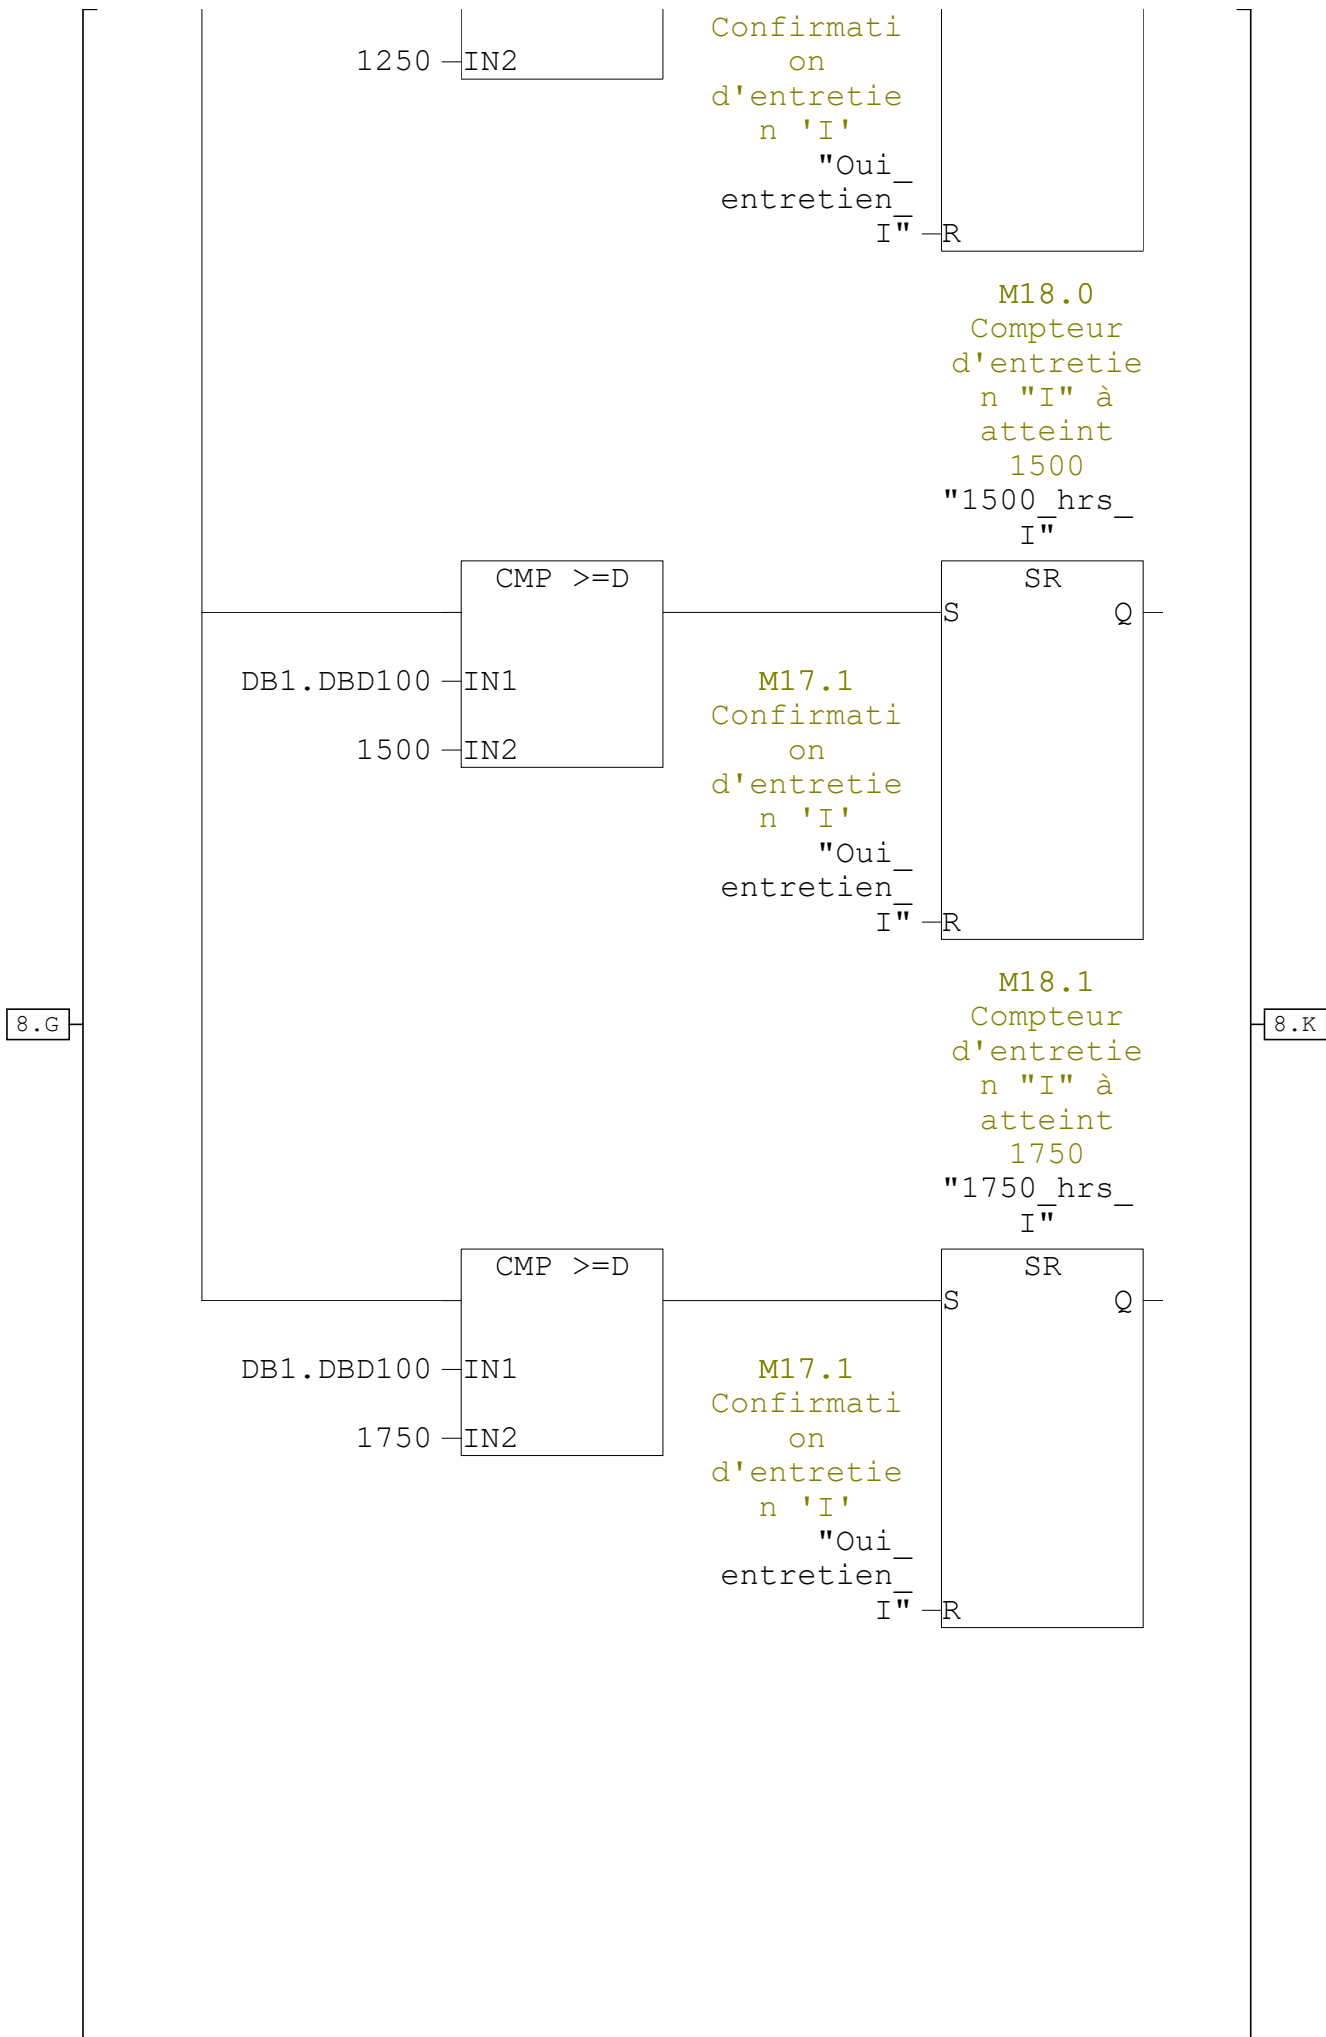 Confirmati
1250 IN2 on
d'entretie
n 'I'
"Oui_
entretien_
I" R
M18.0
Compteur
d'entretie
n "I" à
atteint
1500
"1500_hrs_
I"
CMP >=D SR
S Q
DB1.DBD100 IN1 M17.1
Confirmati
1500 IN2 on
d'entretie
n 'I'
"Oui_
entretien_
I" R
M18.1
8.G Compteur 8.K
d'entretie
n "I" à
atteint
1750
"1750_hrs_
I"
CMP >=D SR
S Q
DB1.DBD100 IN1 M17.1
Confirmati
1750 IN2 on
d'entretie
n 'I'
"Oui_
entretien_
I" R